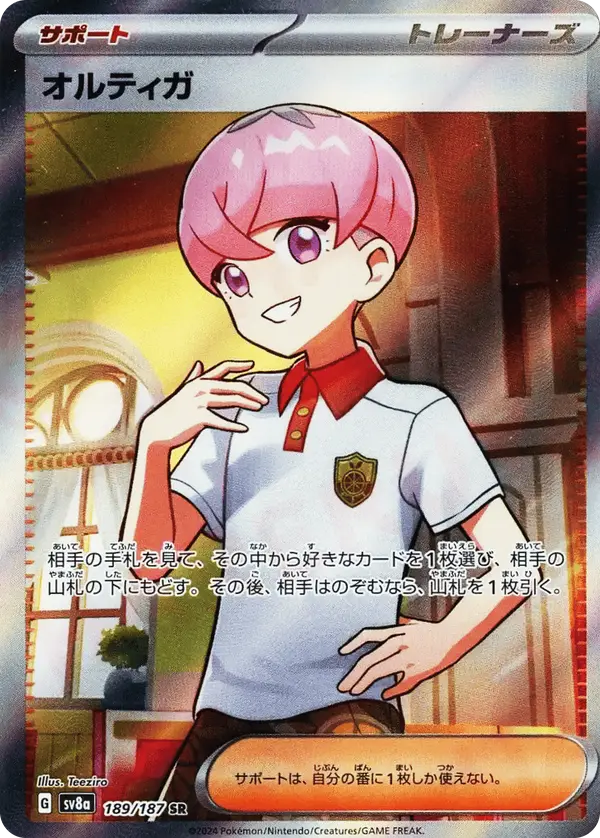 サポート
トレーナーズ
オルティガ
相手の手札を見て、その中から好きなカードを1枚選び、相手の
山札の下にもどす。その後、相手はのぞむなら、山札を1枚引く。
サポートは、自分の番に1枚しか使えない。
Illus. Teeziro
G sv8a 189/187 SR
©2024 Pokémon/Nintendo/Creatures/GAME FREAK.